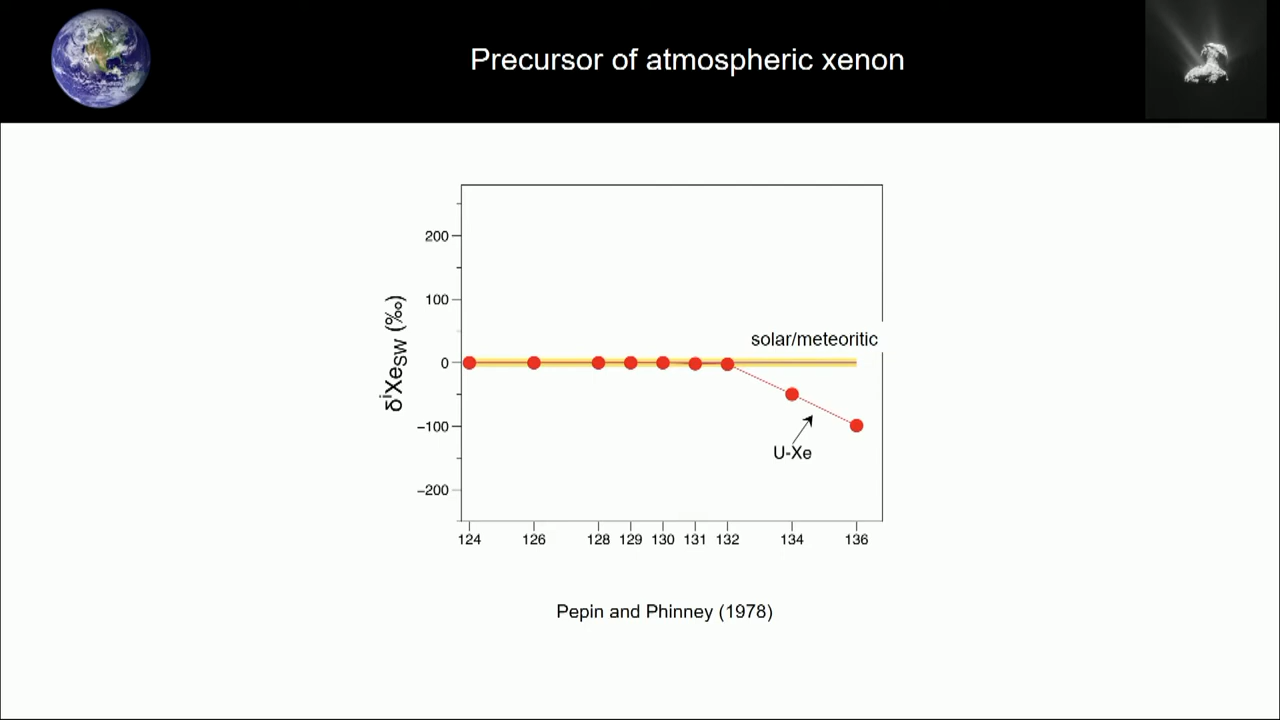 Precursor of atmospheric xenon
200
100
0
−100
−200
δⁱXeSW (‰)
solar/meteoritic
U-Xe
124 126 128 129 130 131 132 134 136
Pepin and Phinney (1978)